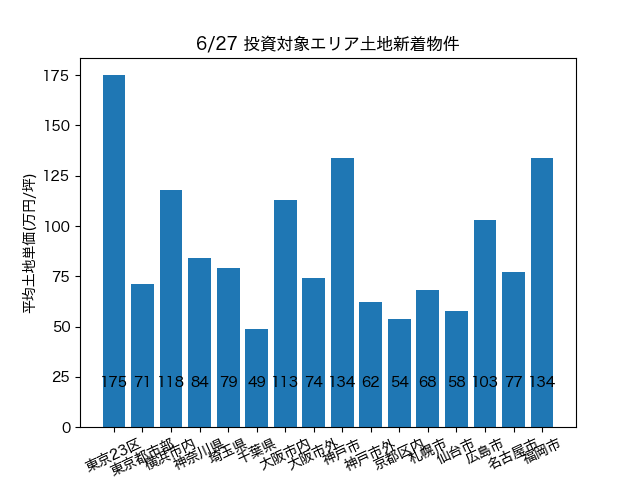 6/27 投資対象エリア土地新着物件
平均土地単価(万円/坪)
175
150
125
100
75
50
25
0
175 71 118 84 79 49 113 74 134 62 54 68 58 103 77 134
東京23区
東京都市部
横浜市内
神奈川県
埼玉県
千葉県
大阪市内
大阪市外
神戸市
神戸市外
京都区内
札幌市
仙台市
広島市
名古屋市
福岡市